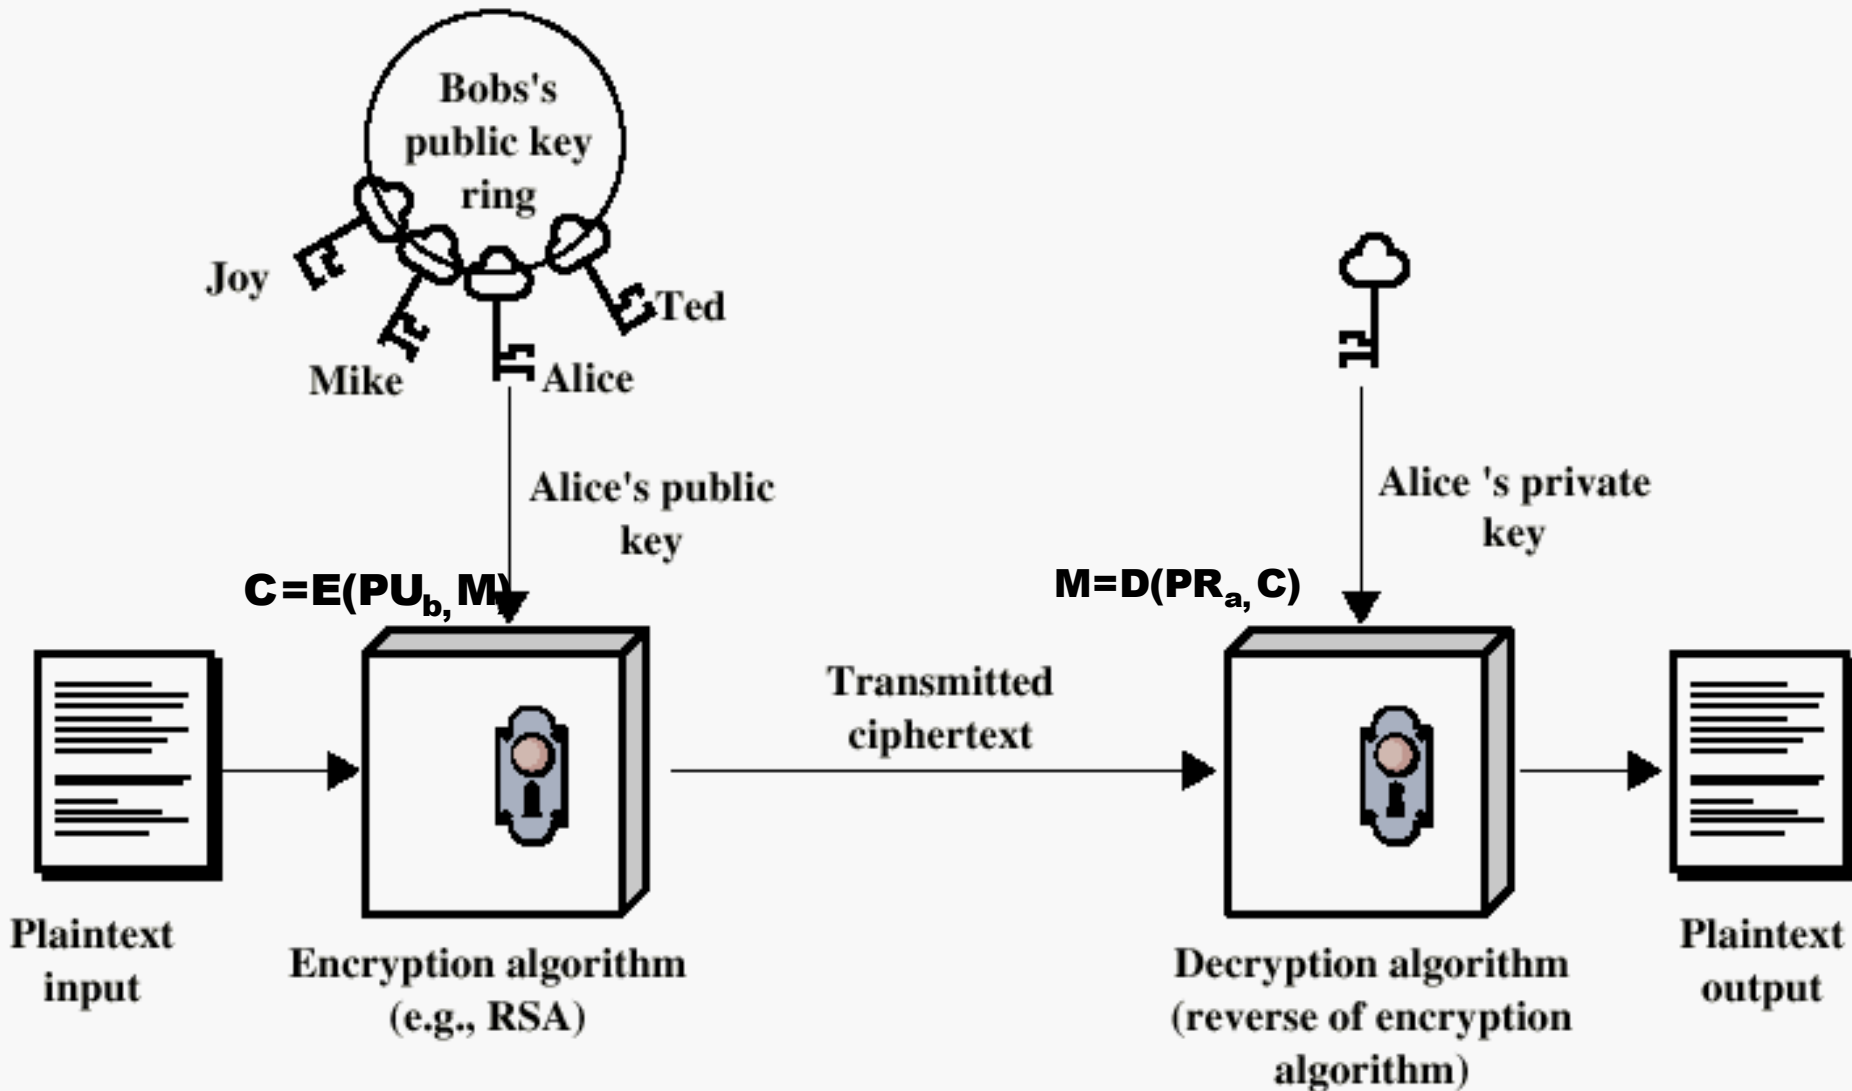 Bobs's
public key
ring
Joy
Ted
Mike
Alice
Alice's public
key
Alice 's private
key
C=E(PUb, M)
M=D(PRa, C)
Transmitted
ciphertext
Plaintext
input
Encryption algorithm
(e.g., RSA)
Decryption algorithm
(reverse of encryption
algorithm)
Plaintext
output